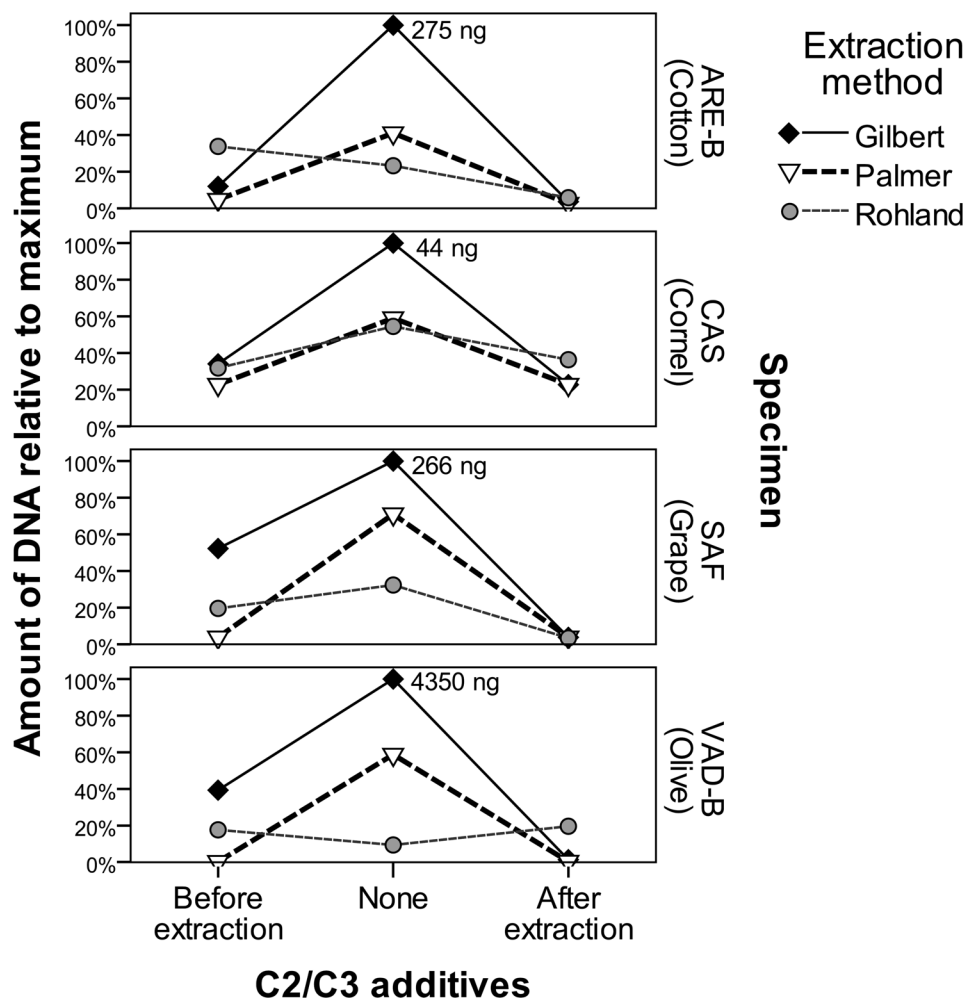 Amount of DNA relative to maximum
100%
80%
60%
40%
20%
0%
275 ng
ARE-B
(Cotton)
100%
80%
60%
40%
20%
0%
44 ng
CAS
(Cornel)
100%
80%
60%
40%
20%
0%
266 ng
SAF
(Grape)
100%
80%
60%
40%
20%
0%
4350 ng
VAD-B
(Olive)
Specimen
Extraction
method
Gilbert
Palmer
Rohland
Before
extraction
None
After
extraction
C2/C3 additives